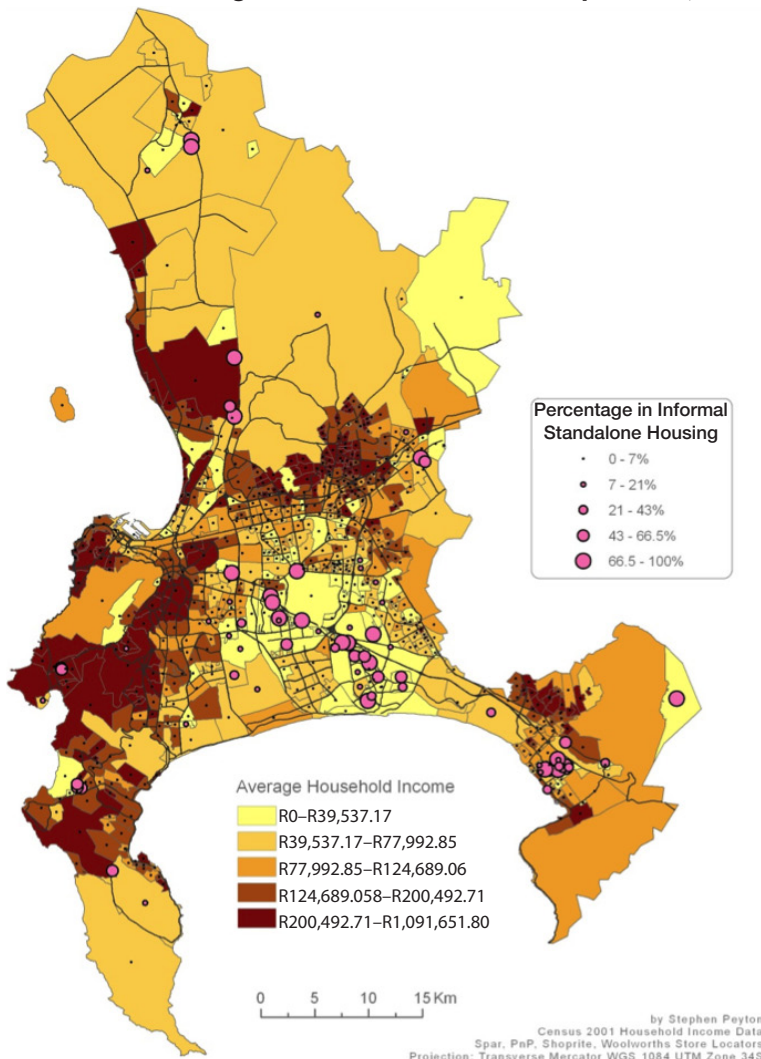 Percentage in Informal
Standalone Housing
0 - 7%
7 - 21%
21 - 43%
43 - 66.5%
66.5 - 100%
Average Household Income
R0–R39,537.17
R39,537.17–R77,992.85
R77,992.85–R124,689.06
R124,689.058–R200,492.71
R200,492.71–R1,091,651.80
0 5 10 15 Km
by Stephen Peyton
Census 2001 Household Income Data
Spar, PnP, Shoprite, Woolworths Store Locators
Projection: Transverse Mercator WGS 1084 UTM Zone 34S